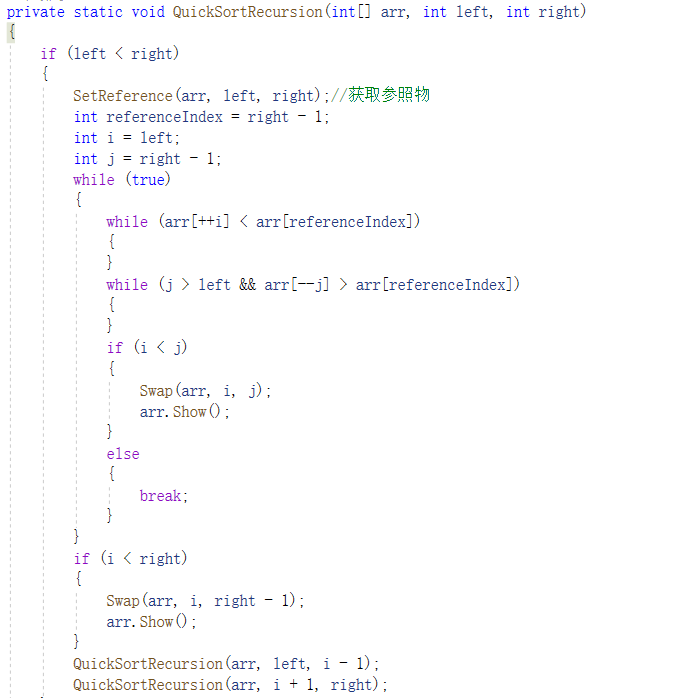 private static void QuickSortRecursion(int[] arr, int left, int right)
{
if (left < right)
{
SetReference(arr, left, right);//获取参照物
int referenceIndex = right - 1;
int i = left;
int j = right - 1;
while (true)
{
while (arr[++i] < arr[referenceIndex])
{
}
while (j > left && arr[--j] > arr[referenceIndex])
{
}
if (i < j)
{
Swap(arr, i, j);
arr.Show();
}
else
{
break;
}
}
if (i < right)
{
Swap(arr, i, right - 1);
arr.Show();
}
QuickSortRecursion(arr, left, i - 1);
QuickSortRecursion(arr, i + 1, right);